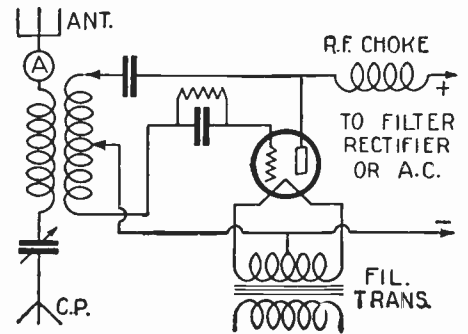 ANT.
A
R.F. CHOKE
+
TO FILTER
RECTIFIER
OR A.C.
–
C.P.
FIL.
TRANS.